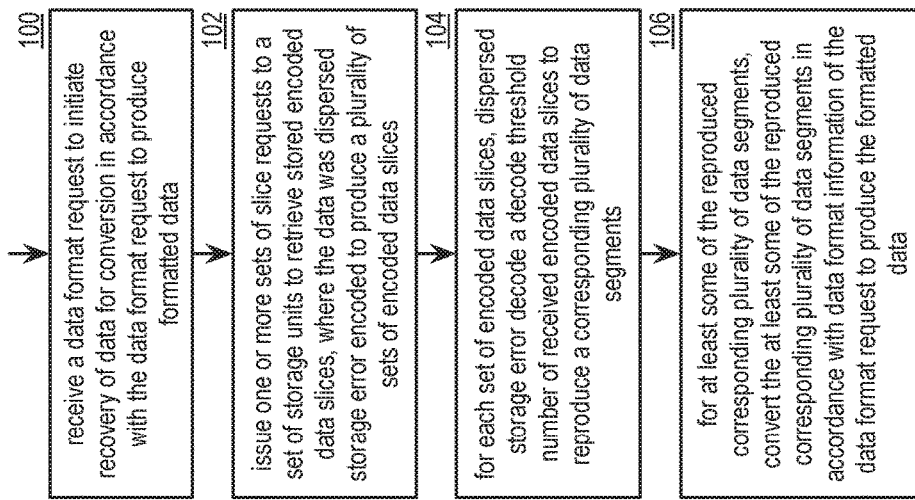 100
receive a data format request to initiate
recovery of data for conversion in accordance
with the data format request to produce
formatted data
102
issue one or more sets of slice requests to a
set of storage units to retrieve stored encoded
data slices, where the data was dispersed
storage error encoded to produce a plurality of
sets of encoded data slices
104
for each set of encoded data slices, dispersed
storage error decode a decode threshold
number of received encoded data slices to
reproduce a corresponding plurality of data
segments
106
for at least some of the reproduced
corresponding plurality of data segments,
convert the at least some of the reproduced
corresponding plurality of data segments in
accordance with data format information of the
data format request to produce the formatted
data